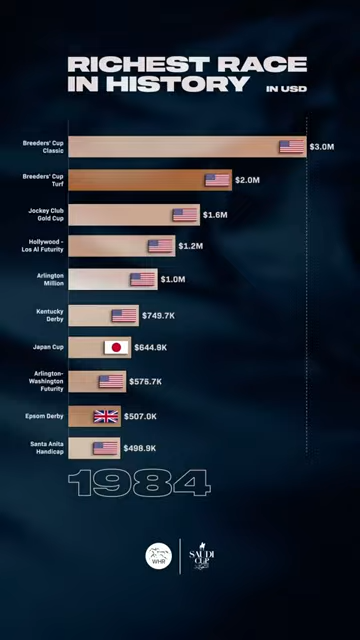 RICHEST RACE
IN HISTORY IN USD
Breeders' Cup
Classic
$3.0M
Breeders' Cup
Turf
$2.0M
Jockey Club
Gold Cup
$1.6M
Hollywood -
Los Al Futurity
$1.2M
Arlington
Million
$1.0M
Kentucky
Derby
$749.7K
Japan Cup
$644.9K
Arlington-
Washington
Futurity
$575.7K
Epsom Derby
$507.0K
Santa Anita
Handicap
$498.9K
1984
WHR
SAUDI
CUP